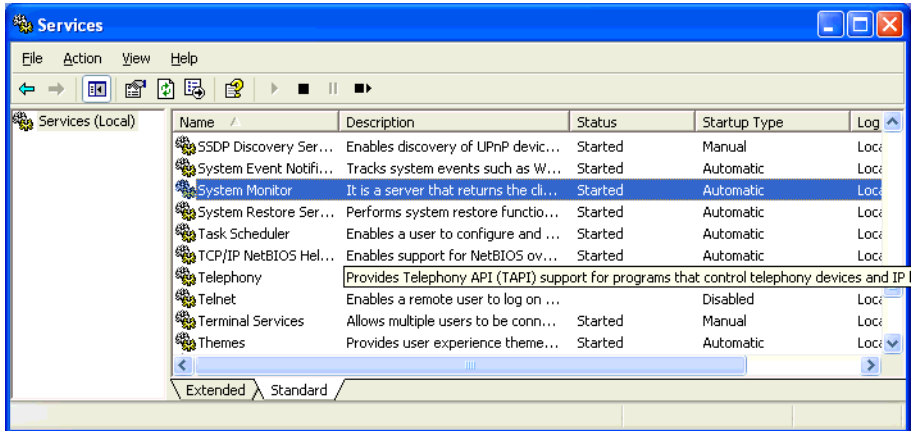 Services
File Action View Help
Services (Local)
Name Description Status Startup Type Log
SSDP Discovery Ser... Enables discovery of UPnP devic... Started Manual Loca
System Event Notifi... Tracks system events such as W... Started Automatic Loca
System Monitor It is a server that returns the cli... Started Automatic Loca
System Restore Ser... Performs system restore functio... Started Automatic Loca
Task Scheduler Enables a user to configure and ... Started Automatic Loca
TCP/IP NetBIOS Hel... Enables support for NetBIOS ov... Started Automatic Loca
Telephony Provides Telephony API (TAPI) support for programs that control telephony devices and IP
Telnet Enables a remote user to log on ... Disabled Loca
Terminal Services Allows multiple users to be conn... Started Manual Loca
Themes Provides user experience theme... Started Automatic Loca
Extended Standard